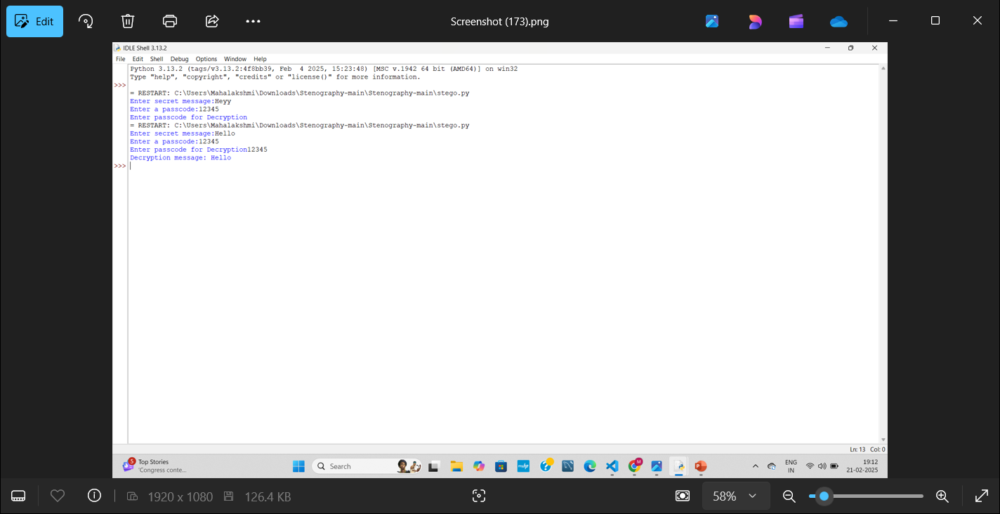 Edit
Screenshot (173).png
IDLE Shell 3.13.2
File Edit Shell Debug Options Window Help
Python 3.13.2 (tags/v3.13.2:4f8bb39, Feb  4 2025, 15:23:48) [MSC v.1942 64 bit (AMD64)] on win32
Type "help", "copyright", "credits" or "license()" for more information.
>>>
= RESTART: C:\Users\Mahalakshmi\Downloads\Stenography-main\Stenography-main\stego.py
Enter secret message:Heyy
Enter a passcode:12345
Enter passcode for Decryption
= RESTART: C:\Users\Mahalakshmi\Downloads\Stenography-main\Stenography-main\stego.py
Enter secret message:Hello
Enter a passcode:12345
Enter passcode for Decryption12345
Decryption message: Hello
>>>
Ln: 13 Col: 0
5
Top Stories
'Congress conte...
Search
M
ENG
IN
19:12
21-02-2025
1920 x 1080
126.4 KB
58%